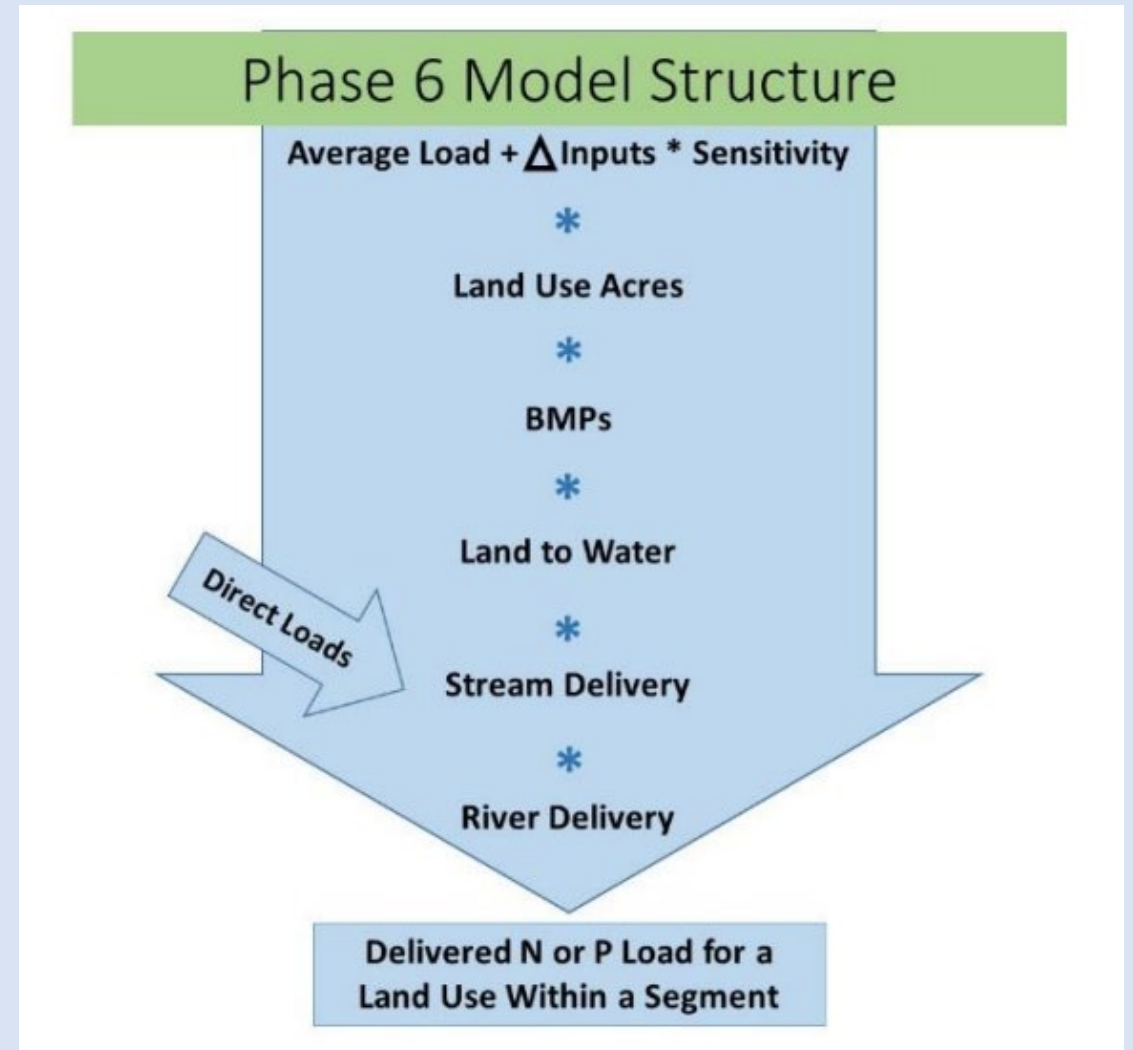 Phase 6 Model Structure
Average Load + Δ Inputs * Sensitivity
*
Land Use Acres
*
BMPs
*
Land to Water
*
Direct Loads
Stream Delivery
*
River Delivery
Delivered N or P Load for a
Land Use Within a Segment